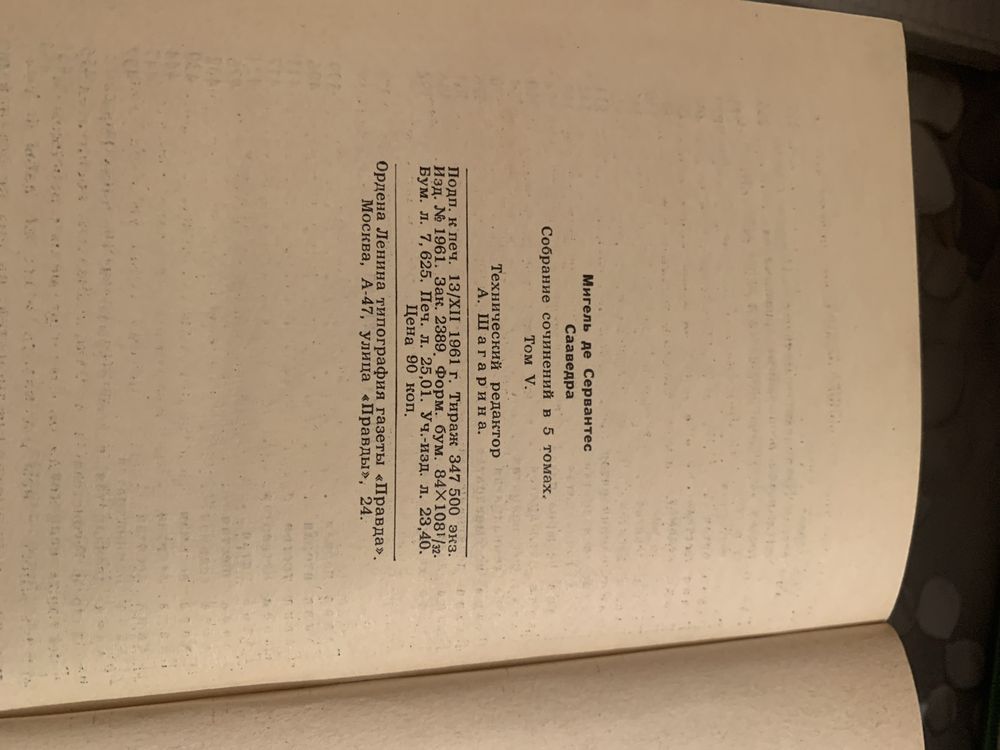 Мигель де Сервантес
Сааведра
Собрание сочинений в 5 томах.
Том V.
Технический редактор
А. Шагарина.
Подп. к печ. 13/XII 1961 г. Тираж 347 500 экз.
Изд. № 1961. Зак. 2389. Форм. бум. 84×108¹/₃₂.
Бум. л. 7,625. Печ. л. 25,01. Уч.-изд. л. 23,40.
Цена 90 коп.
Ордена Ленина типография газеты «Правда».
Москва, А-47, улица «Правды», 24.